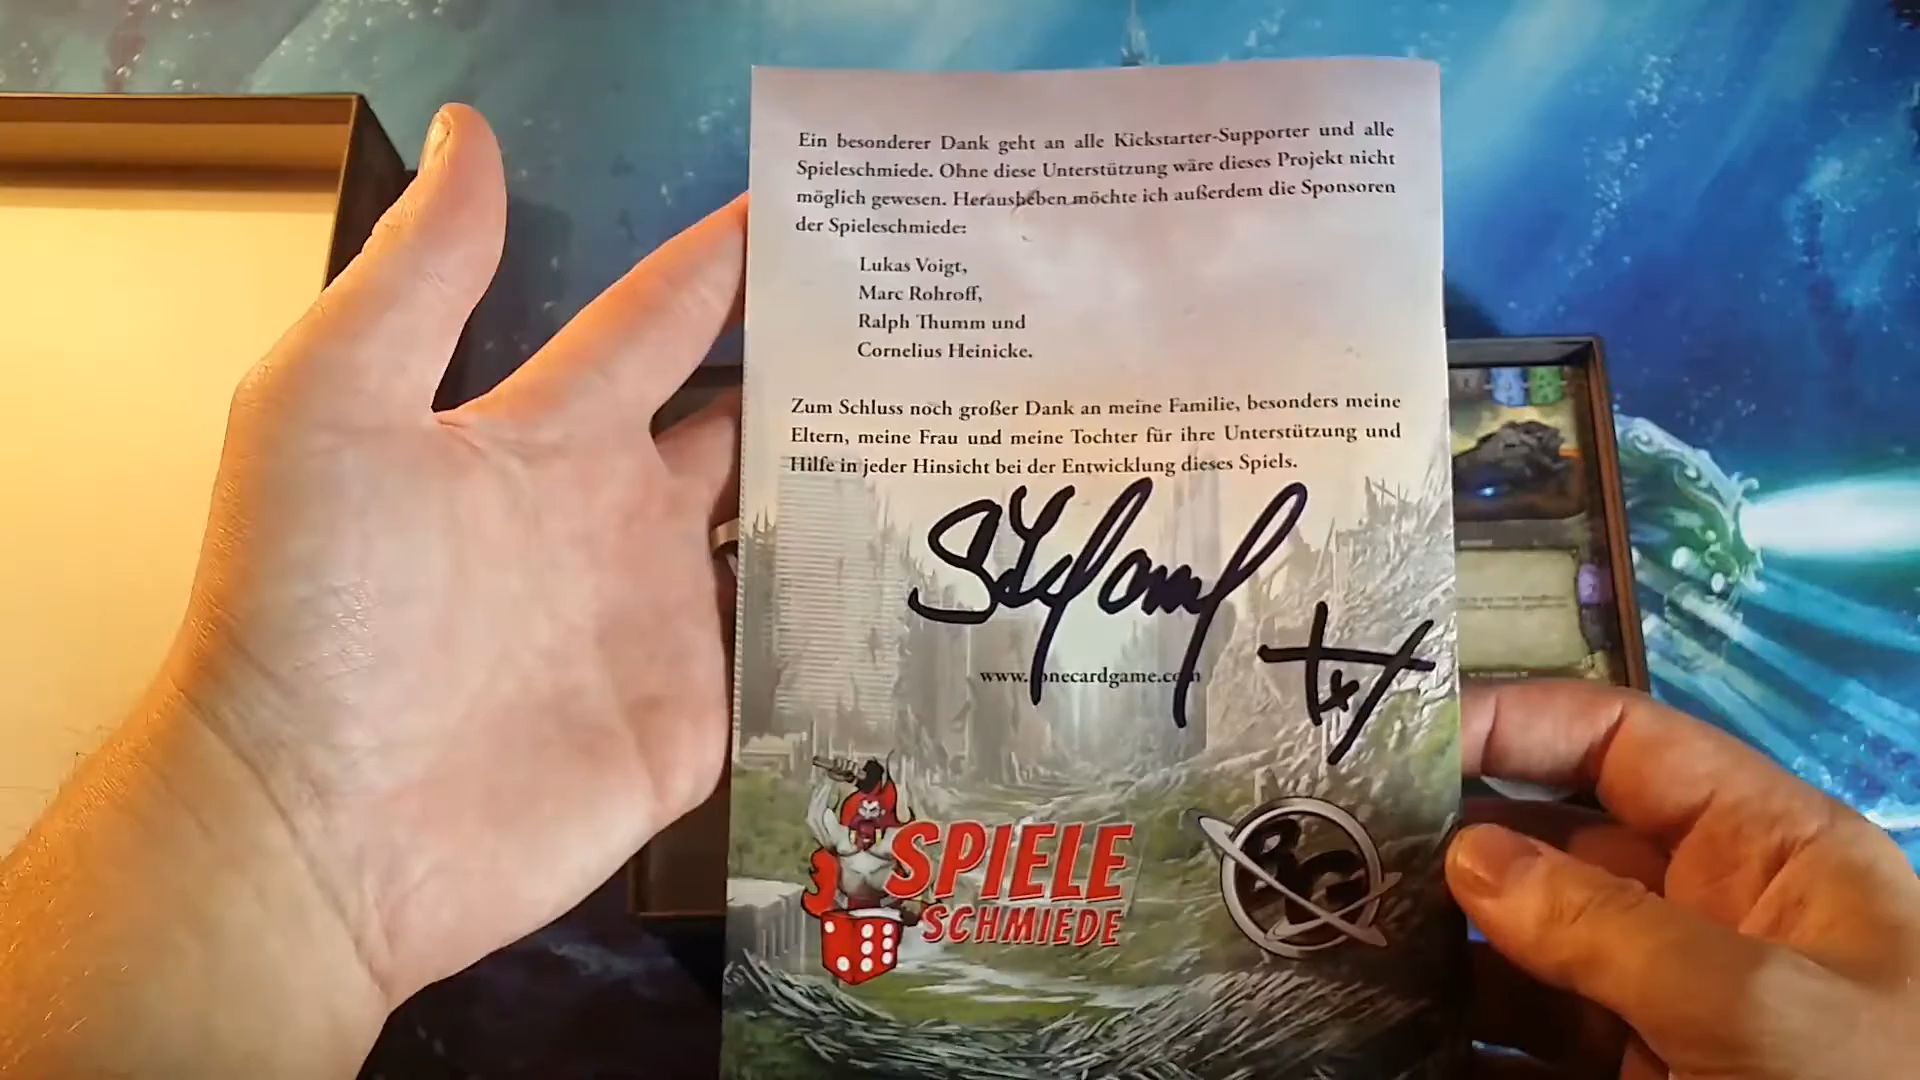 Ein besonderer Dank geht an alle Kickstarter-Supporter und alle
Spieleschmiede. Ohne diese Unterstützung wäre dieses Projekt nicht
möglich gewesen. Herausheben möchte ich außerdem die Sponsoren
der Spieleschmiede:
Lukas Voigt,
Marc Rohroff,
Ralph Thumm und
Cornelius Heinicke.
Zum Schluss noch großer Dank an meine Familie, besonders meine
Eltern, meine Frau und meine Tochter für ihre Unterstützung und
Hilfe in jeder Hinsicht bei der Entwicklung dieses Spiels.
SPIELE
SCHMIEDE
BG